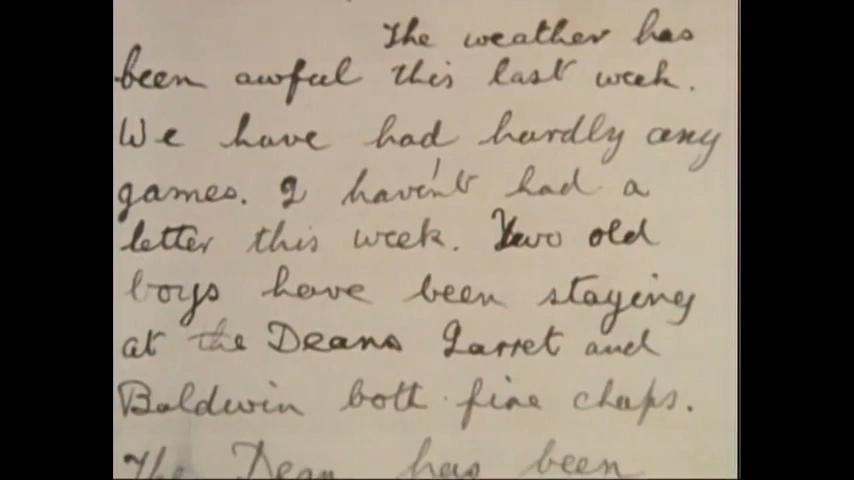 The weather has
been awful this last week.
We have had hardly any
games. I haven't had a
letter this week. Two old
boys have been staying
at the Deans Garret and
Baldwin both fine chaps.
The Dean has been